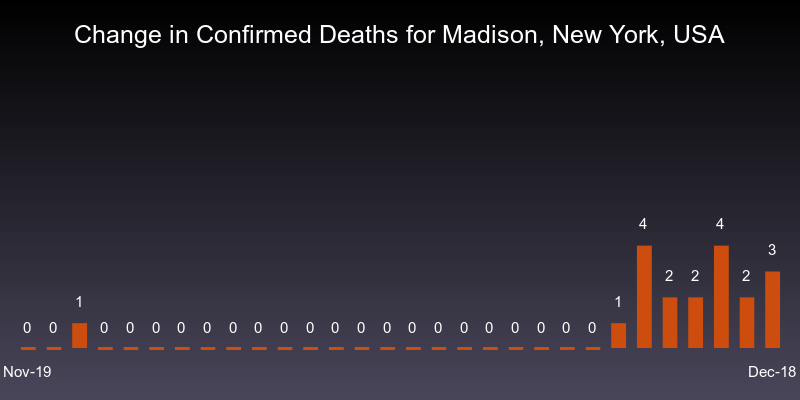 Change in Confirmed Deaths for Madison, New York, USA
0 0 1 0 0 0 0 0 0 0 0 0 0 0 0 0 0 0 0 0 0 0 0 1 4 2 2 4 2 3
Nov-19 Dec-18